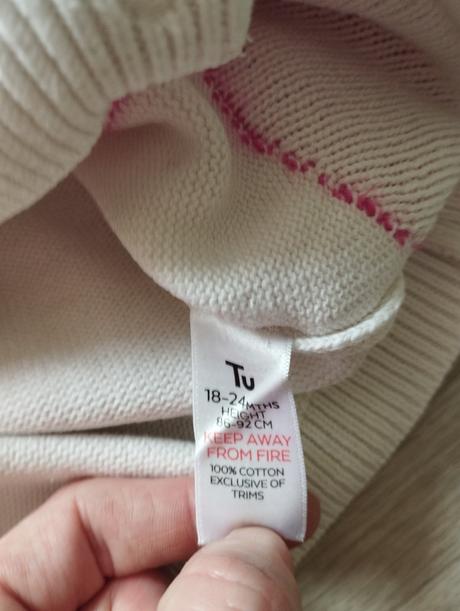 Tu
18-24MTHS
HEIGHT
86-92 CM
KEEP AWAY
FROM FIRE
100% COTTON
EXCLUSIVE OF
TRIMS